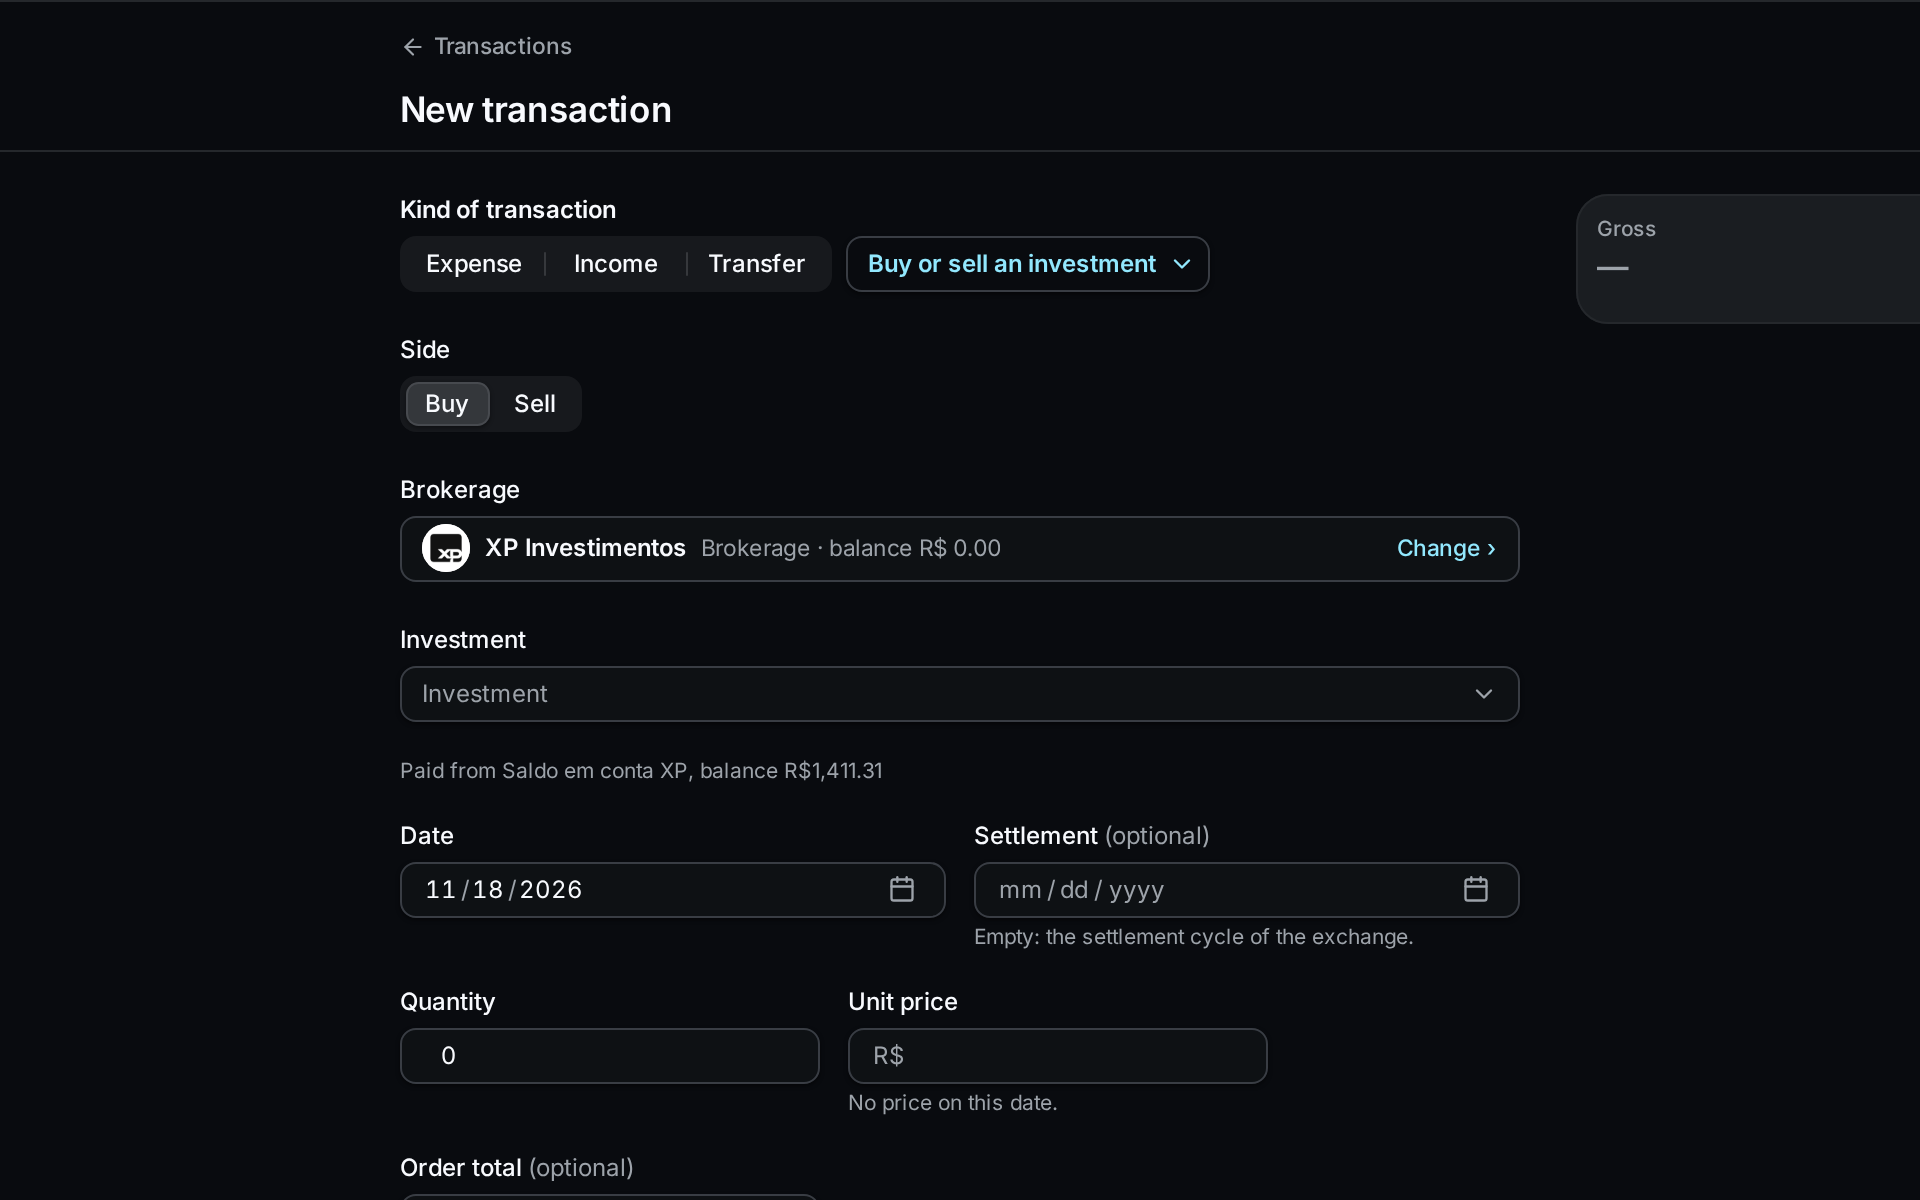 Transactions
New transaction
Kind of transaction
Expense Income Transfer Buy or sell an investment
Gross
—
Side
Buy Sell
Brokerage
XP XP Investimentos Brokerage · balance R$ 0.00 Change ›
Investment
Investment
Paid from Saldo em conta XP, balance R$1,411.31
Date Settlement (optional)
11/18/2026 mm/dd/yyyy
Empty: the settlement cycle of the exchange.
Quantity Unit price
0 R$
No price on this date.
Order total (optional)